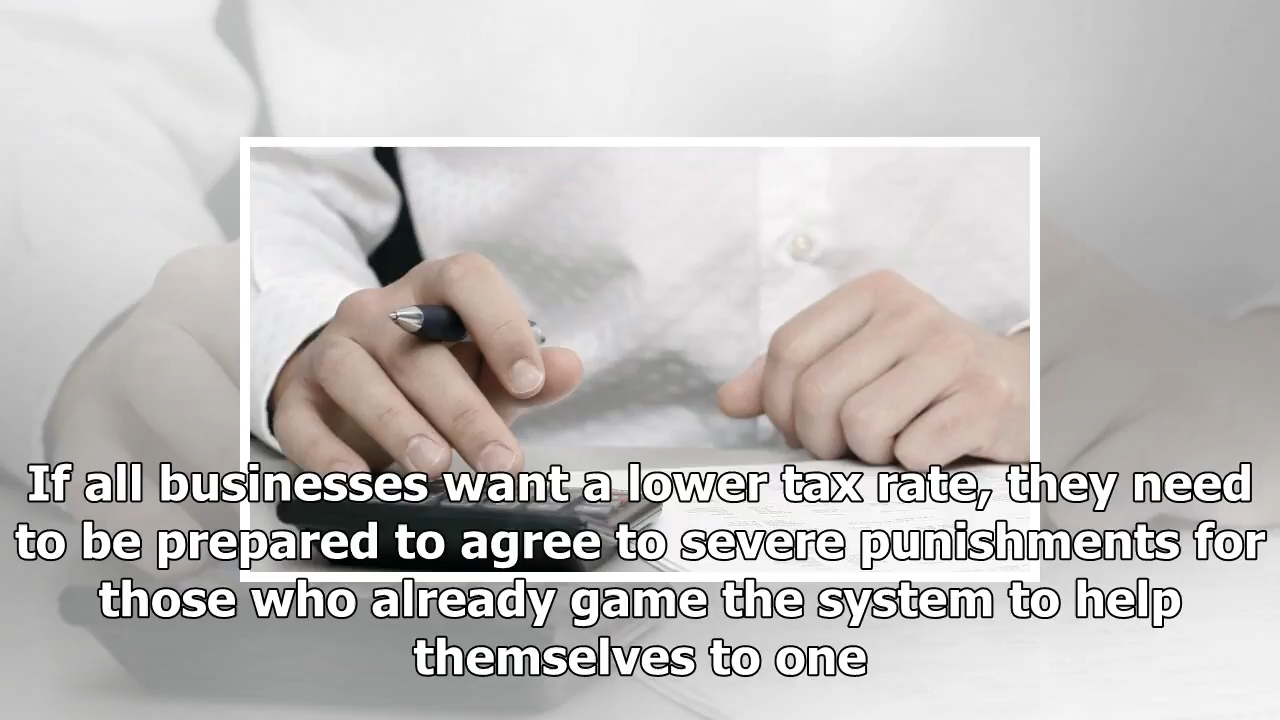 If all businesses want a lower tax rate, they need
to be prepared to agree to severe punishments for
those who already game the system to help
themselves to one